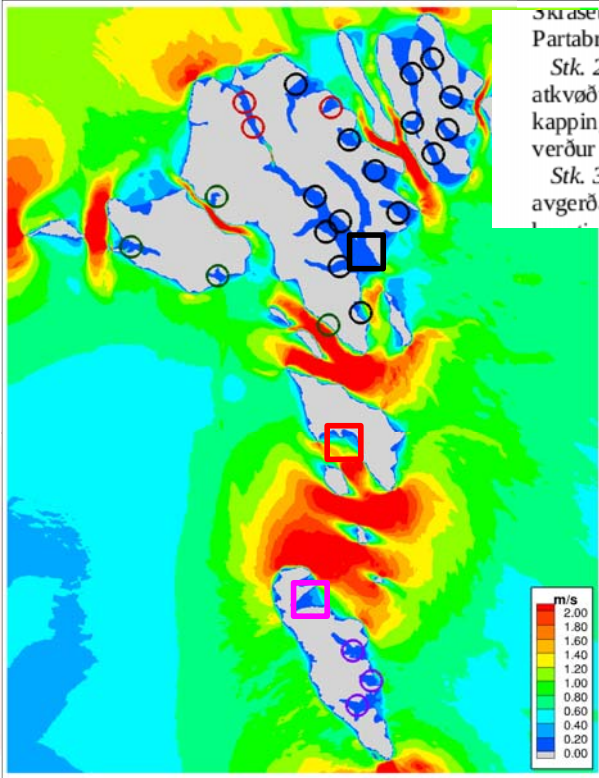 Skráset
Partabr
Stk. 2
atkvøð
kappin
verður
Stk. 3
avgerð
m/s
2.00
1.80
1.60
1.40
1.20
1.00
0.80
0.60
0.40
0.20
0.00